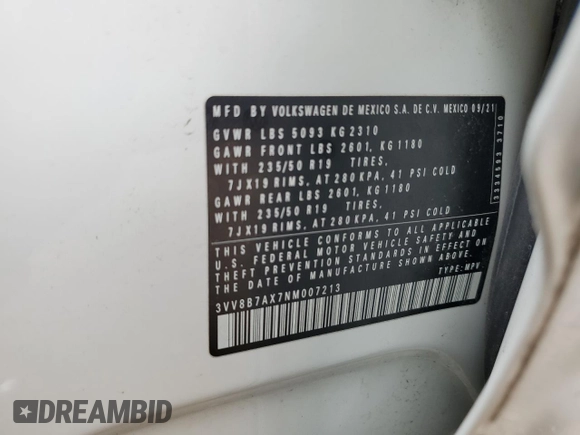 MFD BY VOLKSWAGEN DE MEXICO S.A. DE C.V. MEXICO 09/21
GVWR LBS 5093 KG 2310
GAWR FRONT LBS 2601, KG 1180
WITH 235/50 R19 TIRES,
7JX19 RIMS, AT 280 KPA, 41 PSI COLD
GAWR REAR LBS 2601, KG 1180
WITH 235/50 R19 TIRES,
7JX19 RIMS, AT 280 KPA, 41 PSI COLD
THIS VEHICLE CONFORMS TO ALL APPLICABLE
U.S. FEDERAL MOTOR VEHICLE SAFETY AND
THEFT PREVENTION STANDARDS IN EFFECT ON
THE DATE OF MANUFACTURE SHOWN ABOVE
3VV8B7AX7NM007213 TYPE: MPV
3334593 3710
DREAMBID